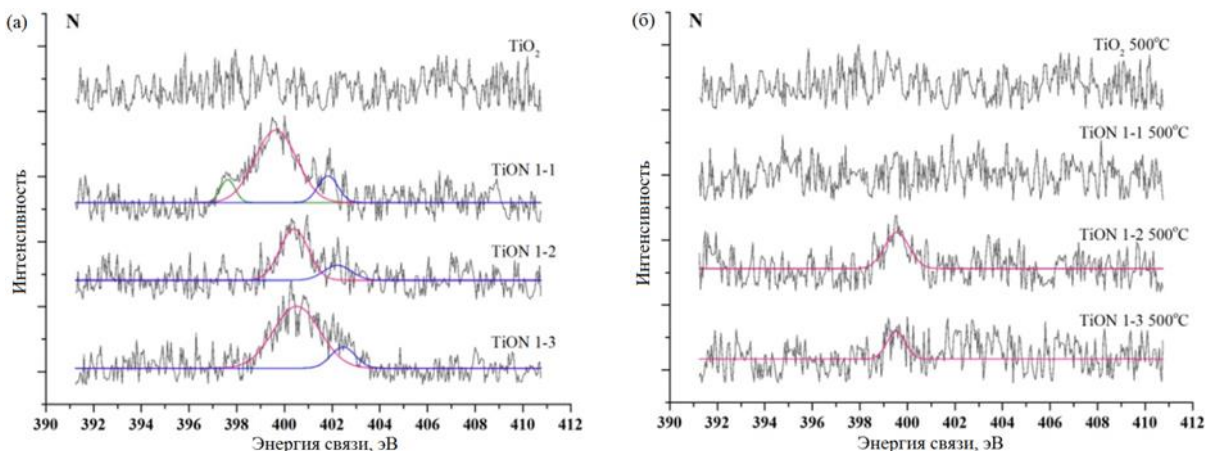 (а) N
TiO2
TiON 1-1
TiON 1-2
TiON 1-3
Интенсивность
390 392 394 396 398 400 402 404 406 408 410 412
Энергия связи, эВ
(б) N
TiO2 500°C
TiON 1-1 500°C
TiON 1-2 500°C
TiON 1-3 500°C
Интенсивность
390 392 394 396 398 400 402 404 406 408 410 412
Энергия связи, эВ